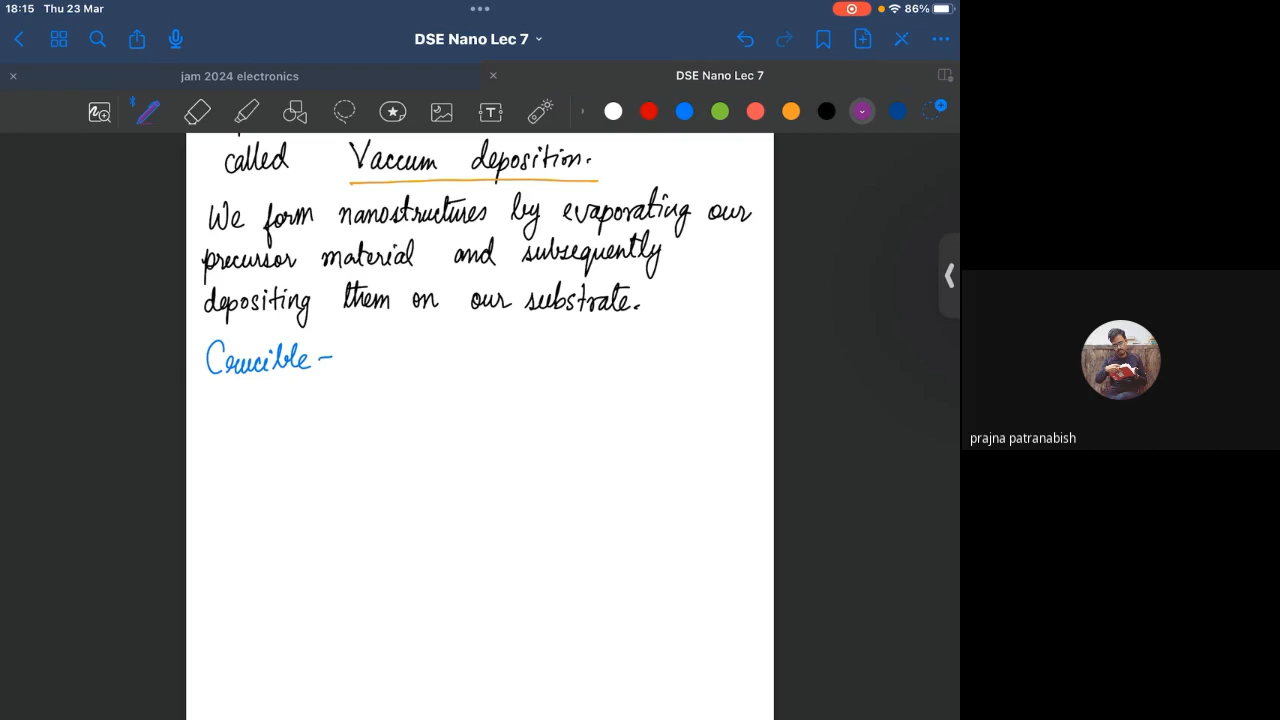 18:15 Thu 23 Mar
86%
DSE Nano Lec 7
jam 2024 electronics
DSE Nano Lec 7
called Vaccum deposition.
We form nanostructures by evaporating our
precursor material and subsequently
depositing them on our substrate.
Crucible -
prajna patranabish